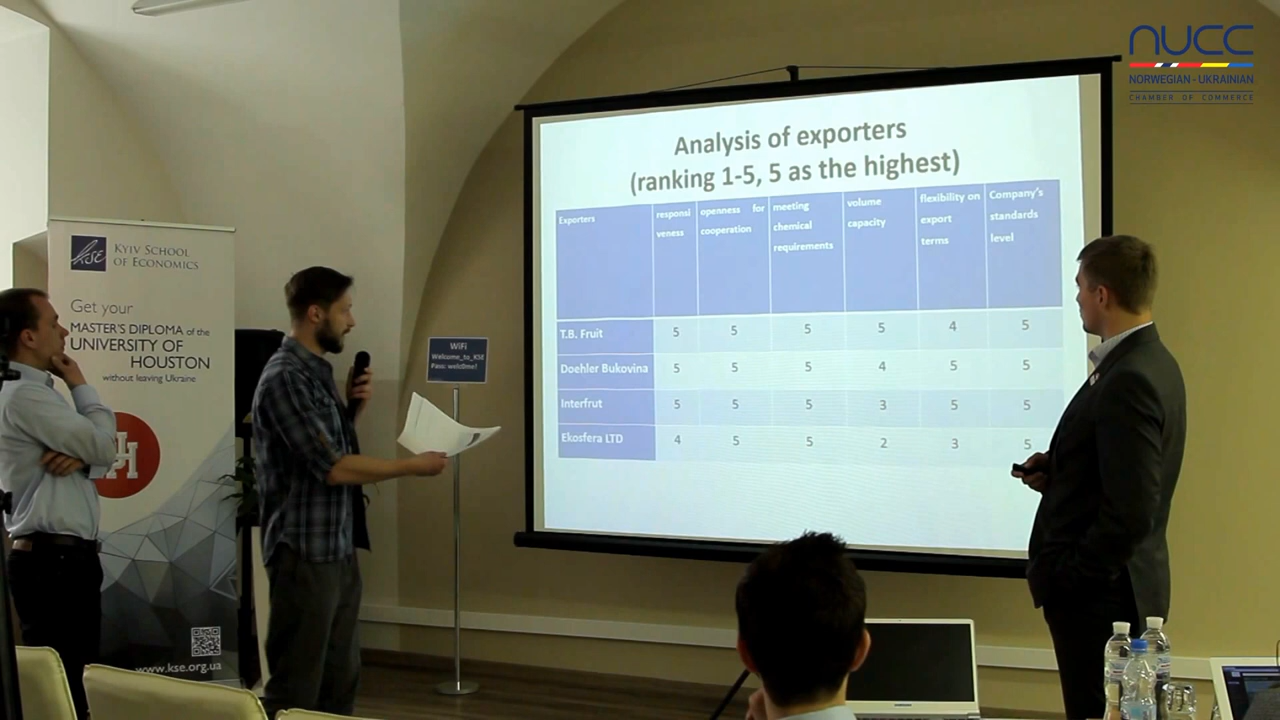 NUCC
NORWEGIAN - UKRAINIAN
CHAMBER OF COMMERCE
Analysis of exporters
(ranking 1-5, 5 as the highest)
Exporters responsi veness openness for cooperation meeting chemical requirements volume capacity flexibility on export terms Company's standards level
T.B. Fruit 5 5 5 5 4 5
Doehler Bukovina 5 5 5 4 5 5
Interfrut 5 5 5 3 5 5
Ekosfera LTD 4 5 5 2 3 5
KSE
KYIV SCHOOL
OF ECONOMICS
Get your
MASTER'S DIPLOMA of the
UNIVERSITY OF
HOUSTON
without leaving Ukraine
www.kse.org.ua
WiFi
Welcome_to_KSE
Pass: welc0me!